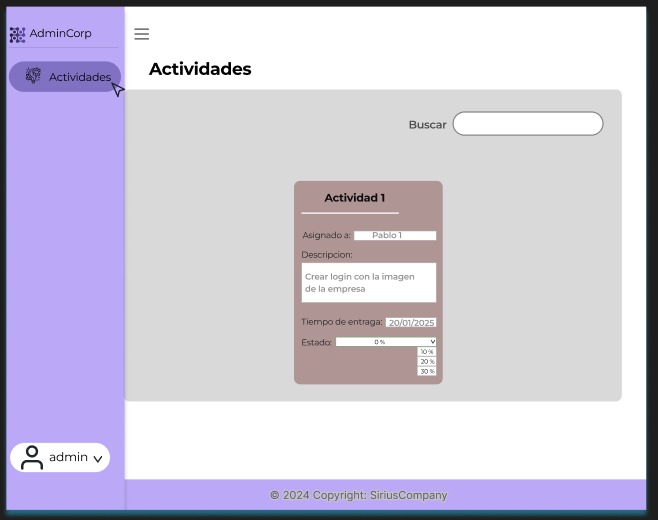 AdminCorp
Actividades
Actividades
Buscar
Actividad 1
Asignado a: Pablo 1
Descripcion:
Crear login con la imagen
de la empresa
Tiempo de entraga: 20/01/2025
Estado: 0 %
10 %
20 %
30 %
admin
© 2024 Copyright: SiriusCompany